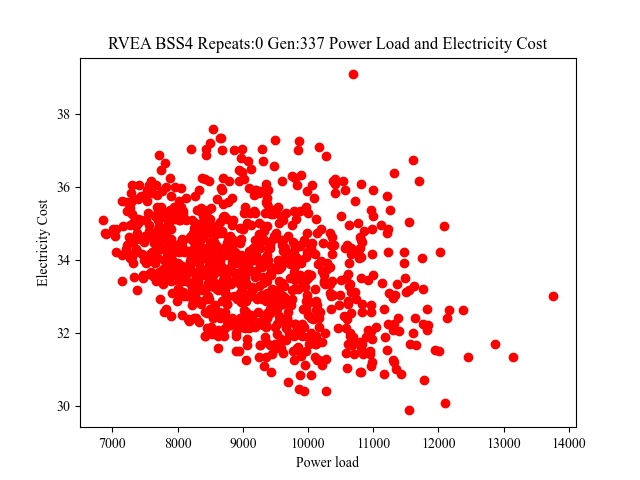 RVEA BSS4 Repeats:0 Gen:337 Power Load and Electricity Cost
Electricity Cost
38
36
34
32
30
7000 8000 9000 10000 11000 12000 13000 14000
Power load